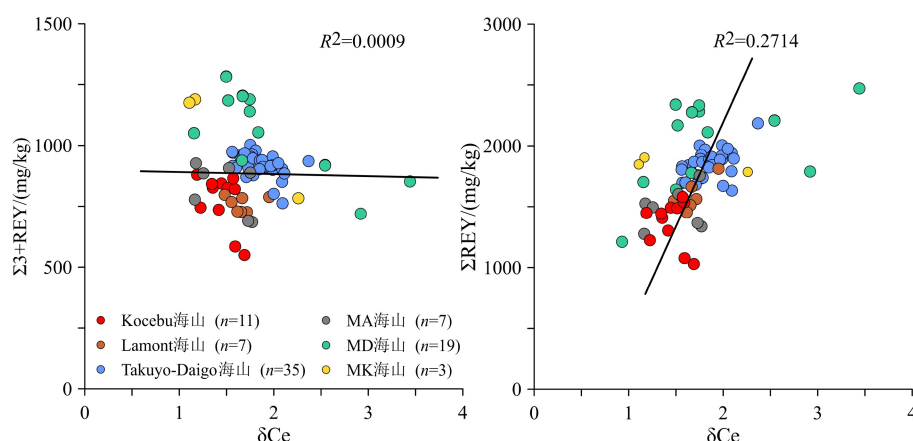 1500
R2=0.0009
1000
Σ3+REY/(mg/kg)
500
Kocebu海山 (n=11)
MA海山 (n=7)
Lamont海山 (n=7)
MD海山 (n=19)
Takuyo-Daigo海山 (n=35)
MK海山 (n=3)
0
0 1 2 3 4
δCe
3000
R2=0.2714
2000
ΣREY/(mg/kg)
1000
0
0 1 2 3 4
δCe